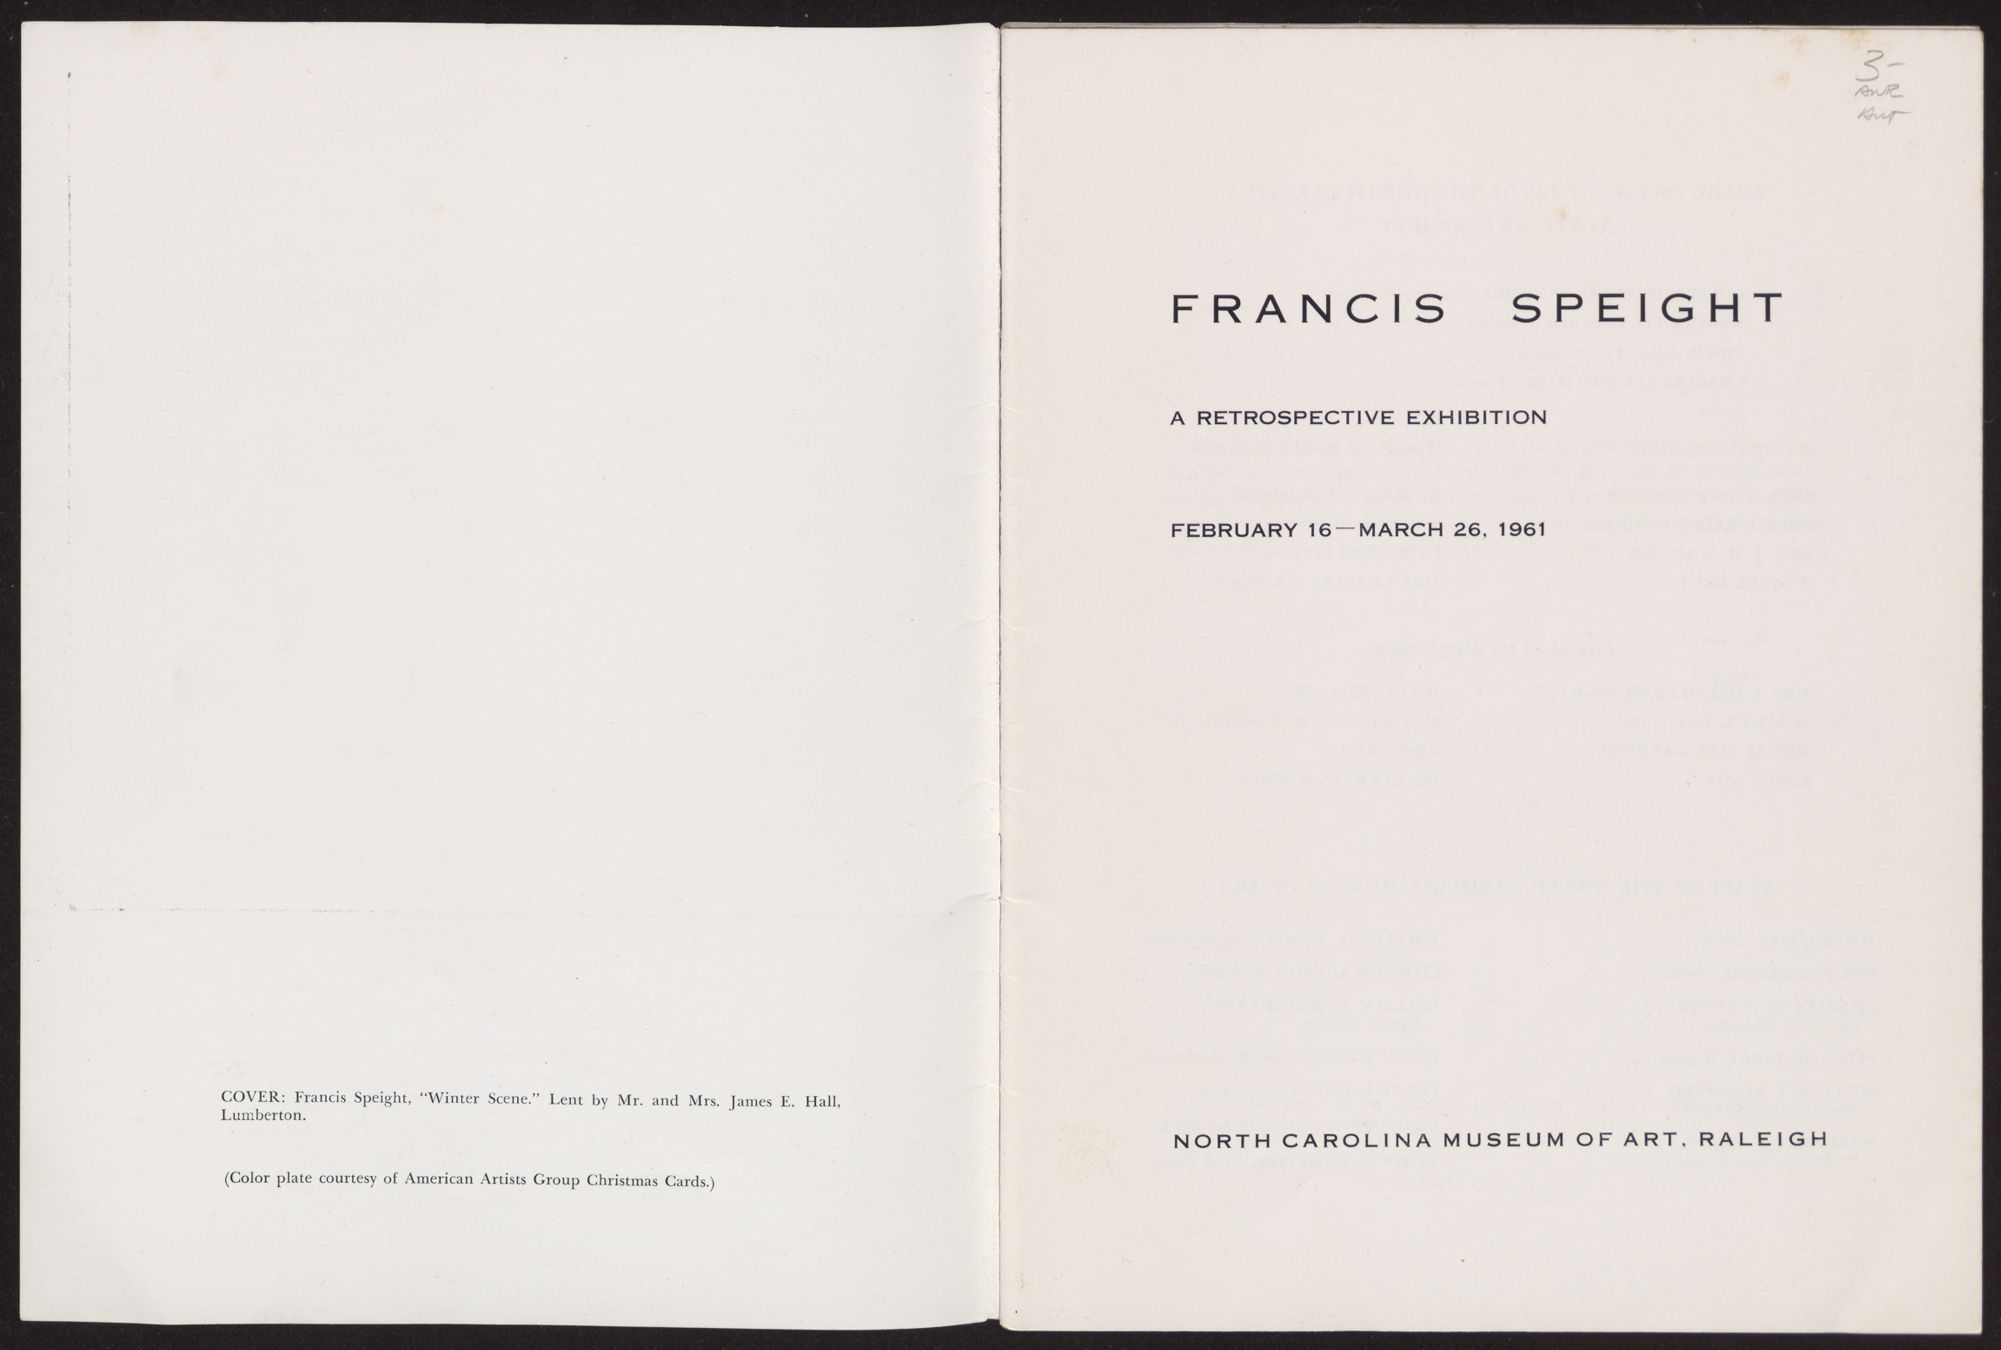 COVER: Francis Speight, “Winter Scene.” Lent by Mr. and Mrs. James E. Hall,
Lumberton.
(Color plate courtesy of American Artists Group Christmas Cards.)
3-
FRANCIS SPEIGHT
A RETROSPECTIVE EXHIBITION
FEBRUARY 16—MARCH 26, 1961
NORTH CAROLINA MUSEUM OF ART, RALEIGH